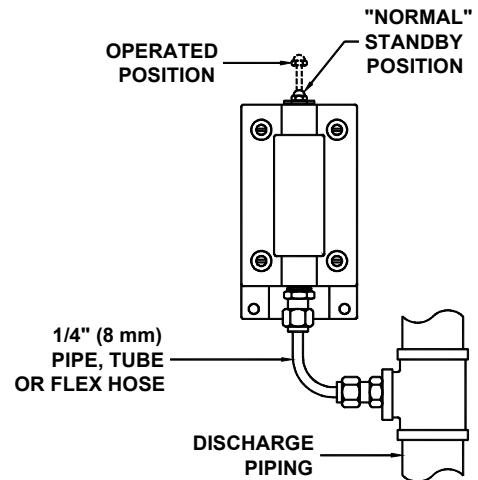 "NORMAL"
STANDBY
POSITION
OPERATED
POSITION
1/4" (8 mm)
PIPE, TUBE
OR FLEX HOSE
DISCHARGE
PIPING